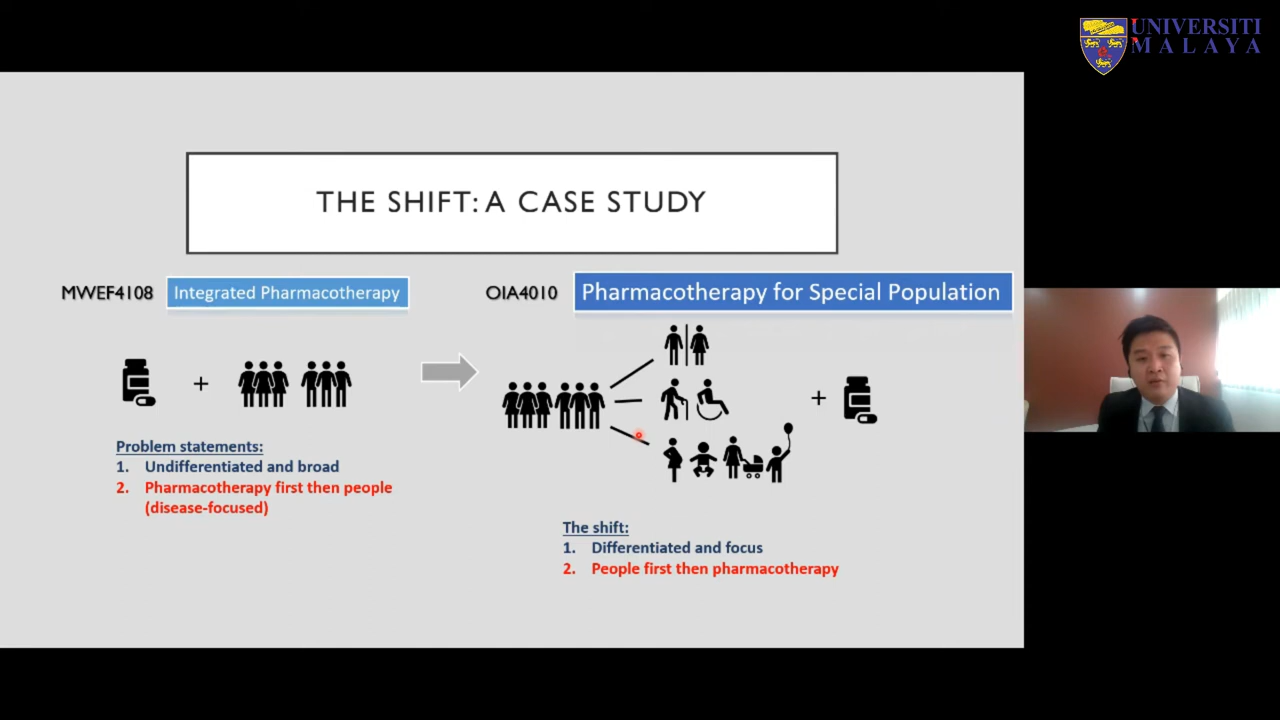 UNIVERSITI
MALAYA
THE SHIFT: A CASE STUDY
MWEF4108
Integrated Pharmacotherapy
OIA4010
Pharmacotherapy for Special Population
+
+
Problem statements:
1. Undifferentiated and broad
2. Pharmacotherapy first then people
(disease-focused)
The shift:
1. Differentiated and focus
2. People first then pharmacotherapy